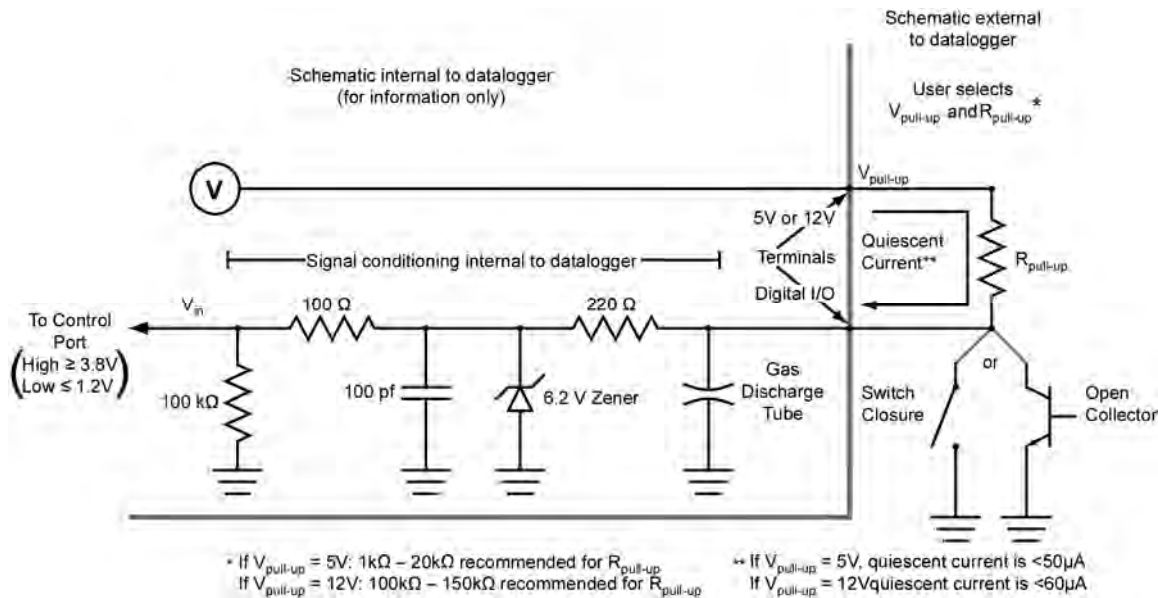 Schematic external
to datalogger
Schematic internal to datalogger
(for information only)
User selects
Vpull-up andRpull-up*
V
Vpull-up
5V or 12V
Terminals
Digital I/O
Quiescent
Current**
Rpull-up
Signal conditioning internal to datalogger
Vin
100 Ω
220 Ω
To Control
Port
(High ≥ 3.8V
Low ≤ 1.2V)
100 kΩ
100 pf
6.2 V Zener
Gas
Discharge
Tube
or
Switch
Closure
Open
Collector
* If Vpull-up = 5V: 1kΩ – 20kΩ recommended for Rpull-up
If Vpull-up = 12V: 100kΩ – 150kΩ recommended for Rpull-up
** If Vpull-up = 5V, quiescent current is <50µA
If Vpull-up = 12Vquiescent current is <60µA